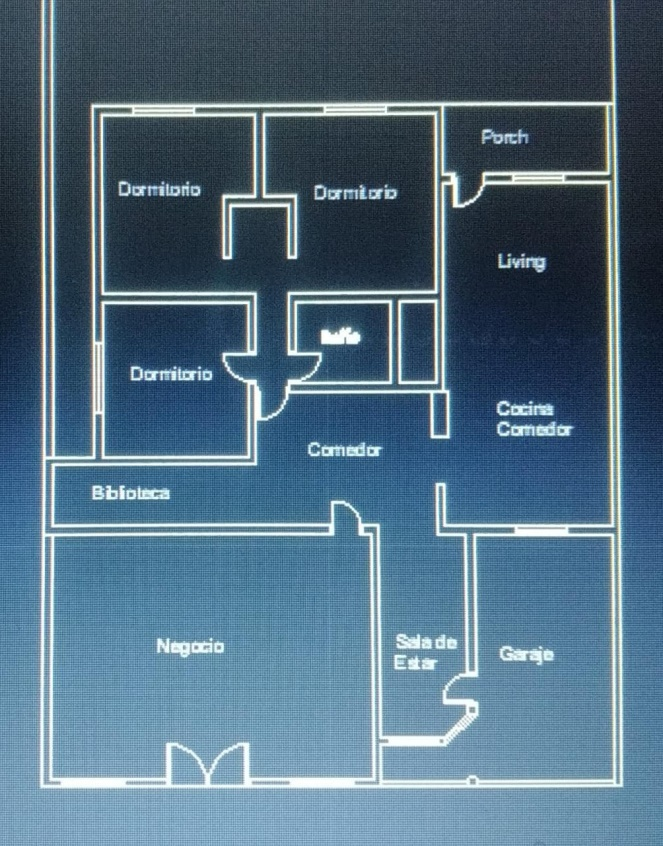 Porch
Dormitorio
Dormitorio
Living
Baño
Dormitorio
Cocina
Comedor
Comedor
Biblioteca
Negocio
Sala de
Estar
Garaje